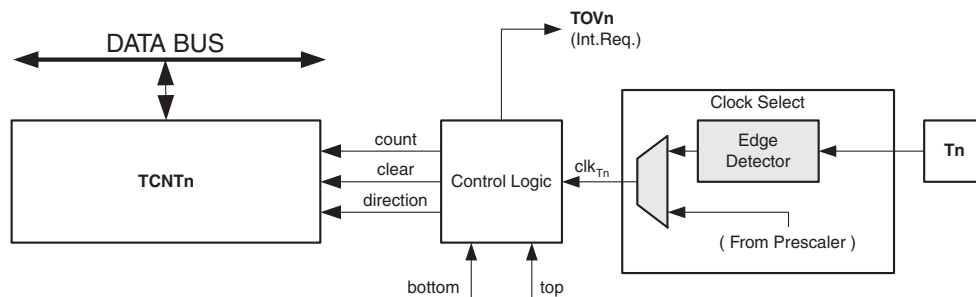 TOVn
(Int.Req.)
DATA BUS
Clock Select
count
Edge
Detector
Tn
TCNTn
clear
Control Logic
clkTn
direction
( From Prescaler )
bottom
top